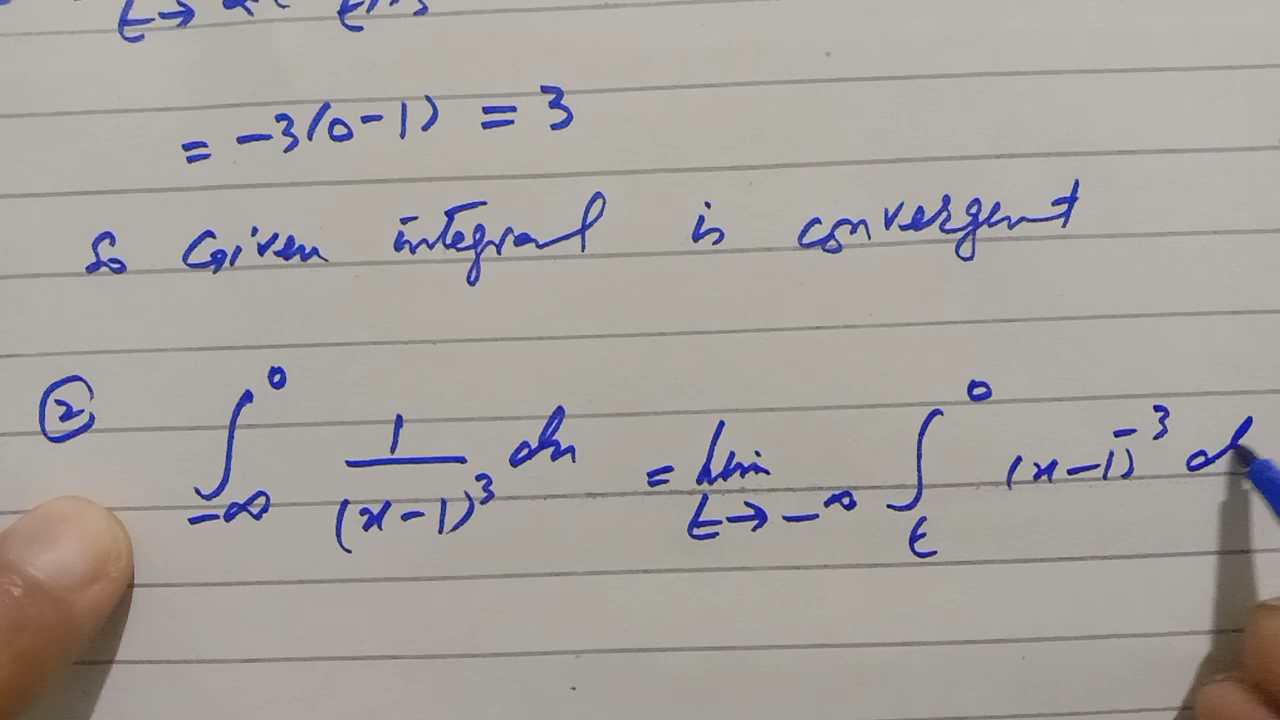 t→
= -3(0-1) = 3
So Given integral is convergent
② ∫_{-∞}^{0} 1/(x-1)^3 dx = lim_{t→-∞} ∫_{t}^{0} (x-1)^{-3} d